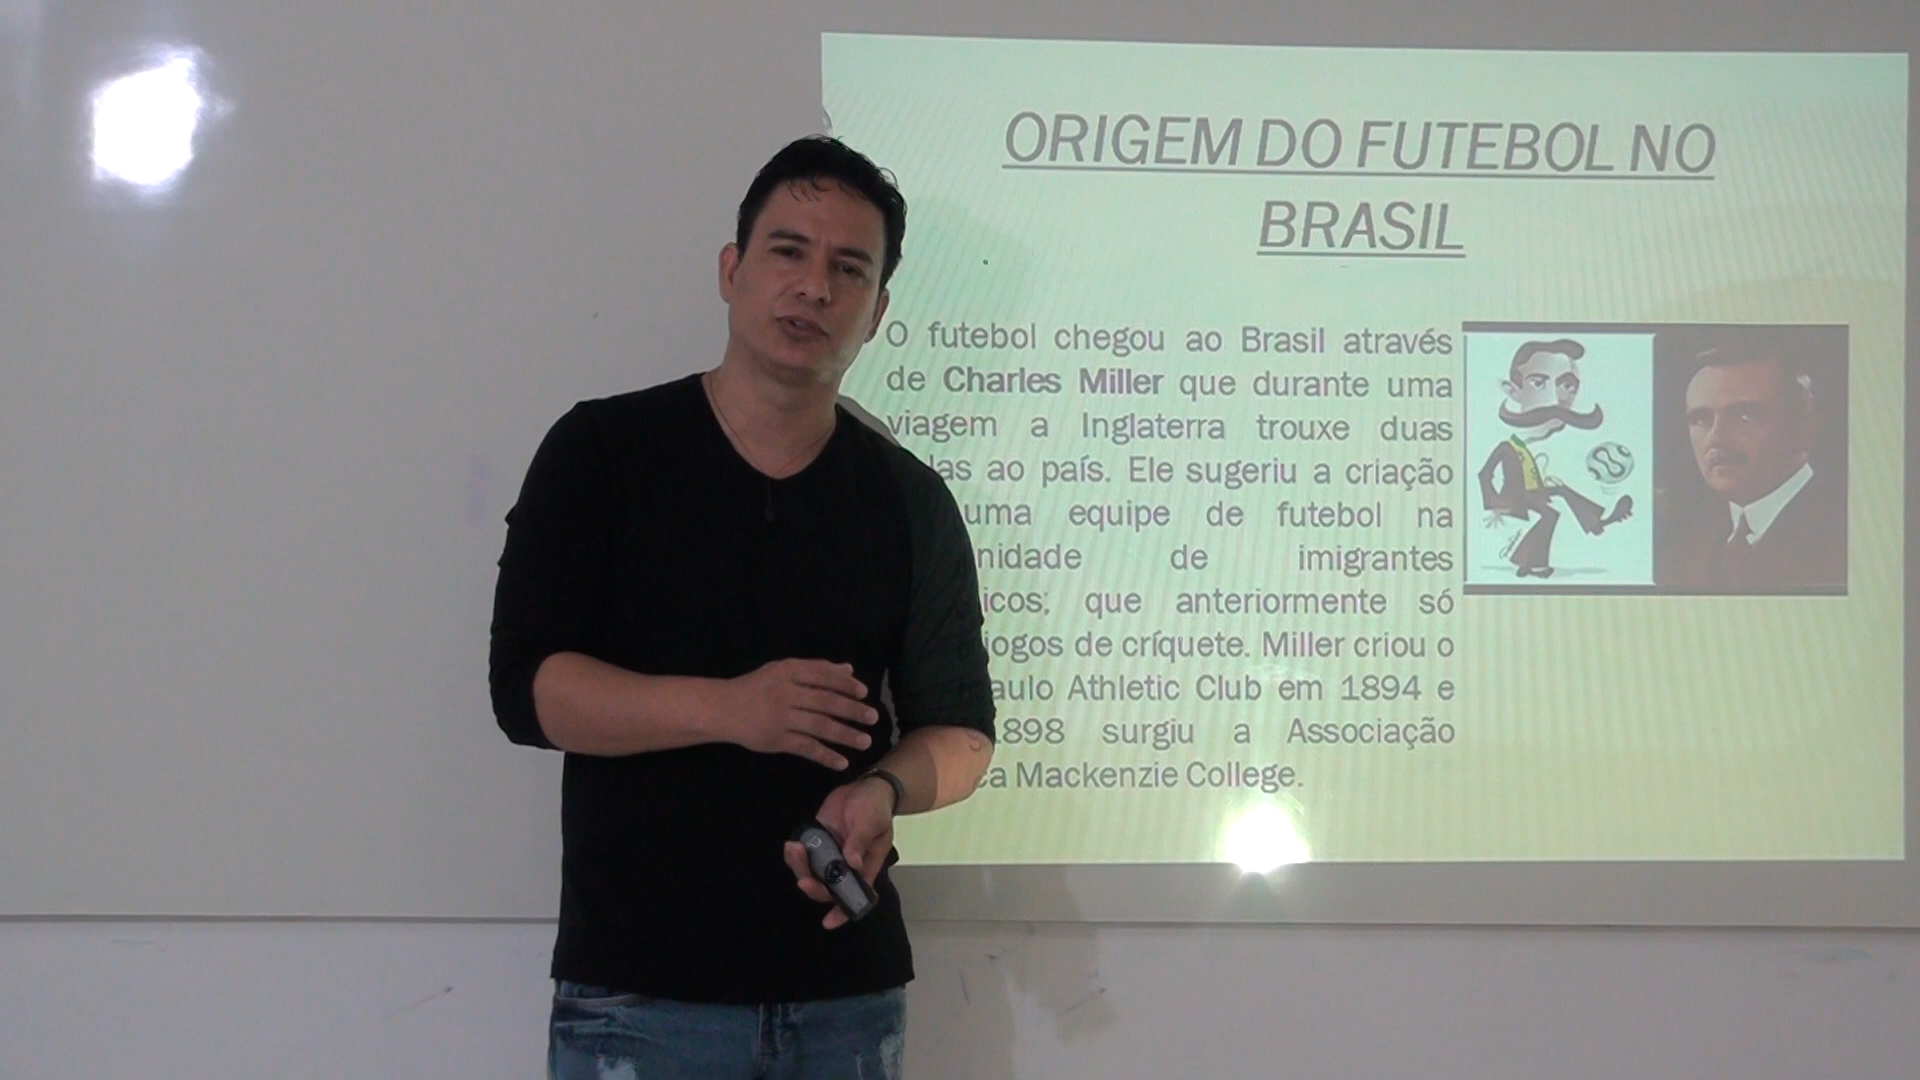 ORIGEM DO FUTEBOL NO
BRASIL
O futebol chegou ao Brasil através
de Charles Miller que durante uma
viagem a Inglaterra trouxe duas
ao país. Ele sugeriu a criação
uma equipe de futebol na
de imigrantes
que anteriormente só
jogos de críquete. Miller criou o
Athletic Club em 1894 e
1898 surgiu a Associação
Mackenzie College.